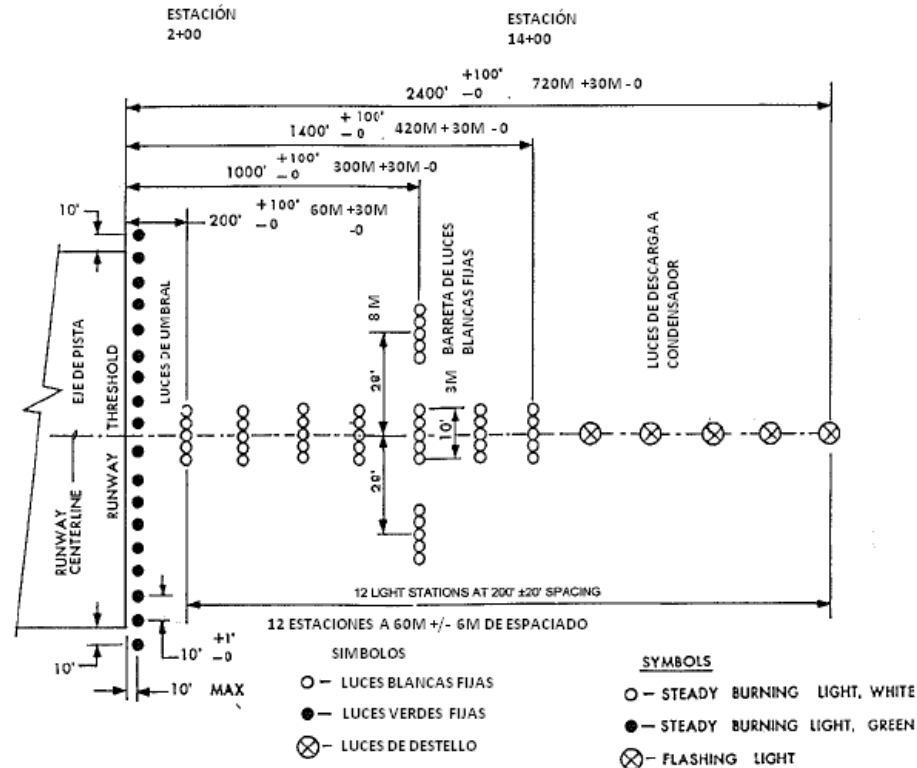 ESTACIÓN
2+00
ESTACIÓN
14+00
2400' +100' -0 720M +30M -0
1400' +100' -0 420M +30M -0
1000' +100' -0 300M +30M -0
200' +100' -0 60M +30M
-0
10'
EJE DE PISTA
RUNWAY THRESHOLD
LUCES DE UMBRAL
RUNWAY
CENTERLINE
8 M
28'
28'
3M
10'
BARRETA DE LUCES
BLANCAS FIJAS
LUCES DE DESCARGA A
CONDENSADOR
12 LIGHT STATIONS AT 200' ±20' SPACING
12 ESTACIONES A 60M +/- 6M DE ESPACIADO
10'
10' +1' -0
10' MAX
SIMBOLOS
– LUCES BLANCAS FIJAS
– LUCES VERDES FIJAS
– LUCES DE DESTELLO
SYMBOLS
– STEADY BURNING LIGHT, WHITE
– STEADY BURNING LIGHT, GREEN
– FLASHING LIGHT